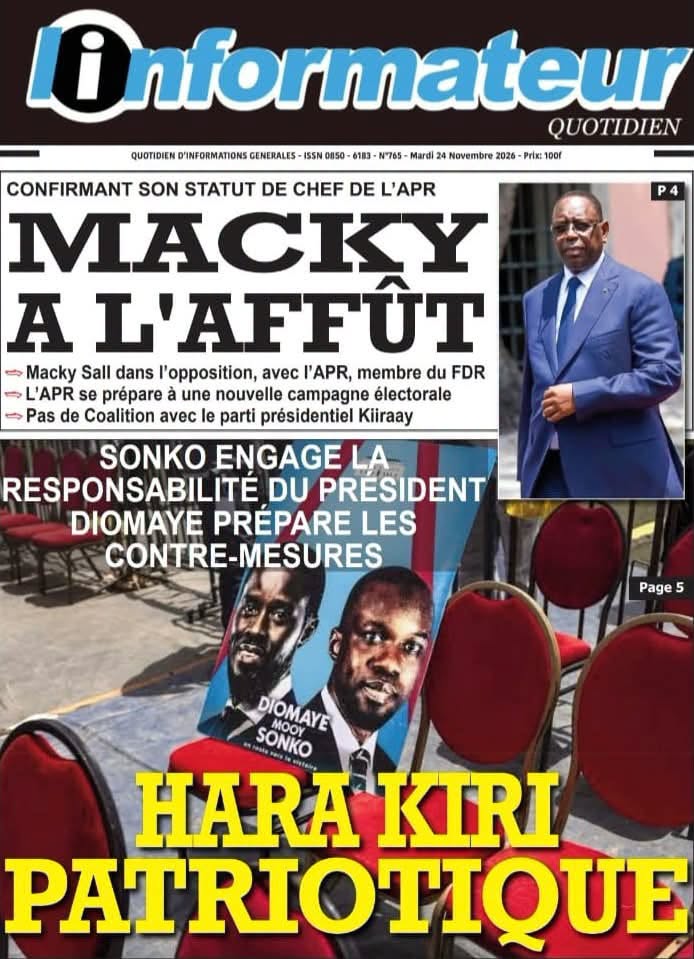 l'informateur
QUOTIDIEN
QUOTIDIEN D'INFORMATIONS GENERALES - ISSN 0850 - 6183 - N°765 - Mardi 24 Novembre 2026 - Prix: 100f
CONFIRMANT SON STATUT DE CHEF DE L'APR
P 4
MACKY
A L'AFFÛT
⇨ Macky Sall dans l'opposition, avec l'APR, membre du FDR
⇨ L'APR se prépare à une nouvelle campagne électorale
⇨ Pas de Coalition avec le parti présidentiel Kiiraay
SONKO ENGAGE LA
RESPONSABILITÉ DU PRÉSIDENT
DIOMAYE PRÉPARE LES
CONTRE-MESURES
Page 5
DIOMAYE
MOOY
SONKO
HARA KIRI
PATRIOTIQUE